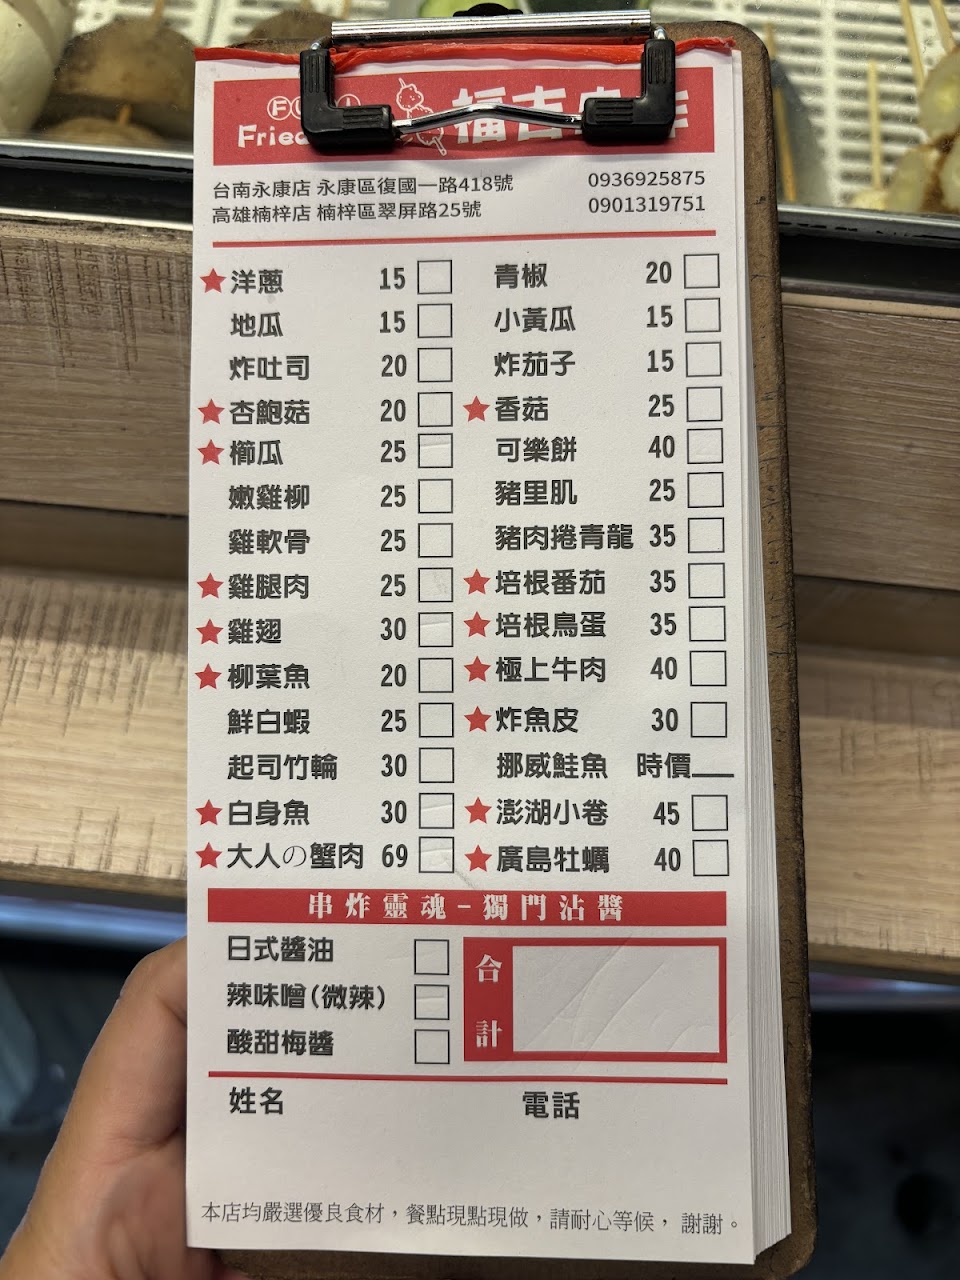 Fried
福吉
台南永康店 永康區復國一路418號 0936925875
高雄楠梓店 楠梓區翠屏路25號 0901319751
★洋蔥 15
地瓜 15
炸吐司 20
★杏鮑菇 20
★櫛瓜 25
嫩雞柳 25
雞軟骨 25
★雞腿肉 25
★雞翅 30
★柳葉魚 20
鮮白蝦 25
起司竹輪 30
★白身魚 30
★大人の蟹肉 69
青椒 20
小黃瓜 15
炸茄子 15
★香菇 25
可樂餅 40
豬里肌 25
豬肉捲青龍 35
★培根番茄 35
★培根鳥蛋 35
★極上牛肉 40
★炸魚皮 30
挪威鮭魚 時價
★澎湖小卷 45
★廣島牡蠣 40
串炸靈魂-獨門沾醬
日式醬油
辣味噌(微辣)
酸甜梅醬
合計
姓名 電話
本店均嚴選優良食材,餐點現點現做,請耐心等候,謝謝。